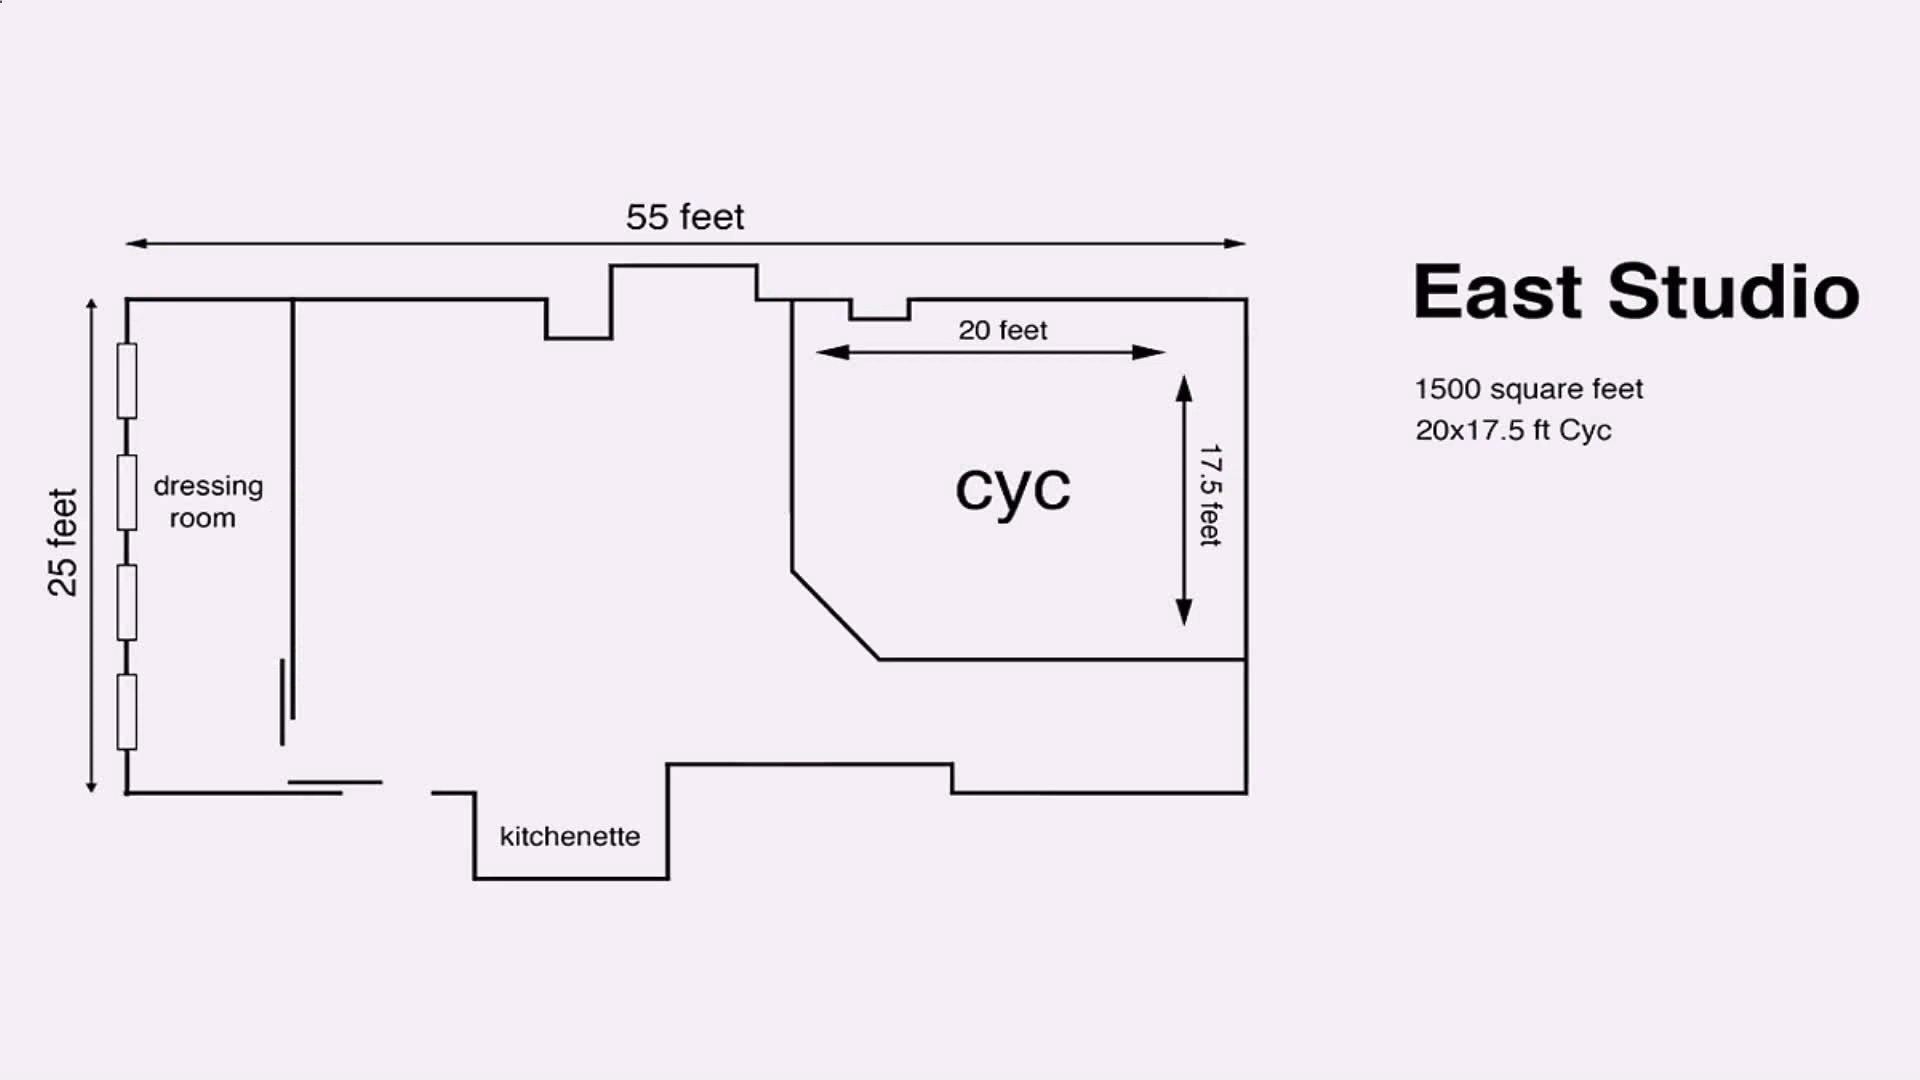 55 feet
East Studio
20 feet
1500 square feet
20x17.5 ft Cyc
25 feet
dressing
room
cyc
17.5 feet
kitchenette